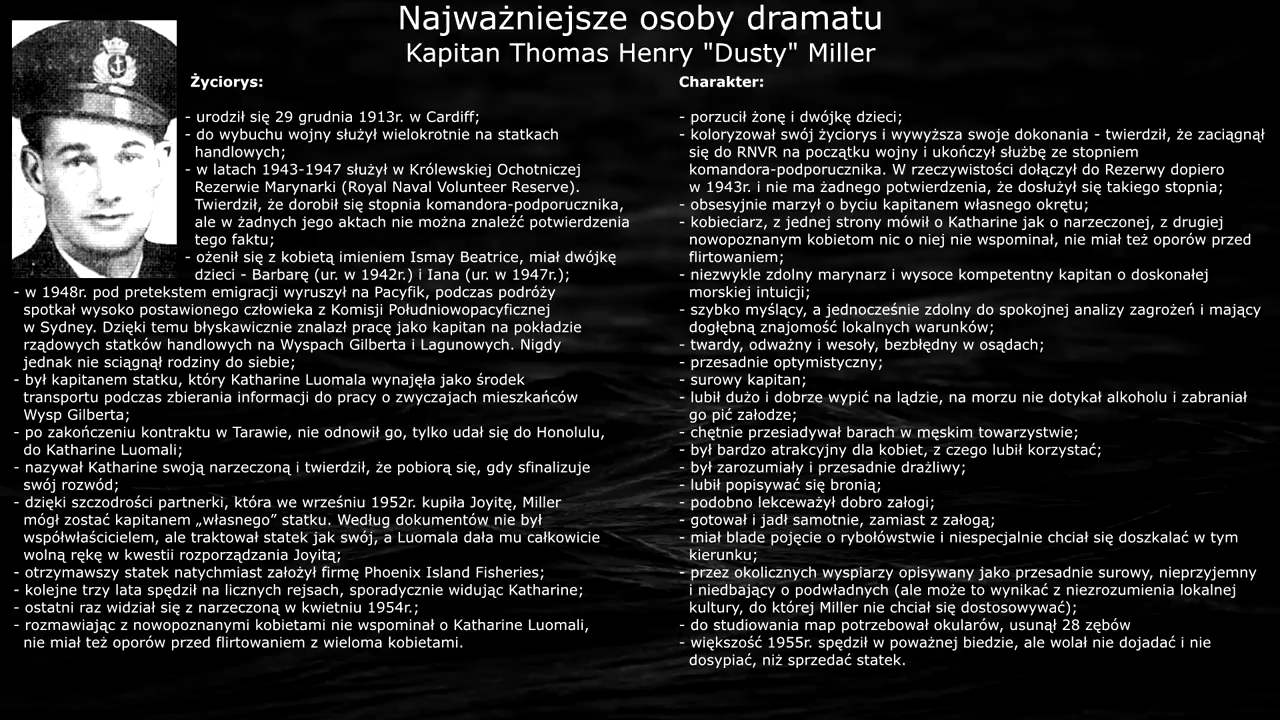 Najważniejsze osoby dramatu
Kapitan Thomas Henry "Dusty" Miller
Życiorys:
- urodził się 29 grudnia 1913r. w Cardiff;
- do wybuchu wojny służył wielokrotnie na statkach
handlowych;
- w latach 1943-1947 służył w Królewskiej Ochotniczej
Rezerwie Marynarki (Royal Naval Volunteer Reserve).
Twierdził, że dorobił się stopnia komandora-podporucznika,
ale w żadnych jego aktach nie można znaleźć potwierdzenia
tego faktu;
- ożenił się z kobietą imieniem Ismay Beatrice, miał dwójkę
dzieci - Barbarę (ur. w 1942r.) i Iana (ur. w 1947r.);
- w 1948r. pod pretekstem emigracji wyruszył na Pacyfik, podczas podróży
spotkał wysoko postawionego człowieka z Komisji Południowopacyficznej
w Sydney. Dzięki temu błyskawicznie znalazł pracę jako kapitan na pokładzie
rządowych statków handlowych na Wyspach Gilberta i Lagunowych. Nigdy
jednak nie sciągnął rodziny do siebie;
- był kapitanem statku, który Katharine Luomala wynajęła jako środek
transportu podczas zbierania informacji do pracy o zwyczajach mieszkańców
Wysp Gilberta;
- po zakończeniu kontraktu w Tarawie, nie odnowił go, tylko udał się do Honolulu,
do Katharine Luomali;
- nazywał Katharine swoją narzeczoną i twierdził, że pobiorą się, gdy sfinalizuje
swój rozwód;
- dzięki szczodrości partnerki, która we wrześniu 1952r. kupiła Joyitę, Miller
mógł zostać kapitanem „własnego” statku. Według dokumentów nie był
współwłaścicielem, ale traktował statek jak swój, a Luomala dała mu całkowicie
wolną rękę w kwestii rozporządzania Joyitą;
- otrzymawszy statek natychmiast założył firmę Phoenix Island Fisheries;
- kolejne trzy lata spędził na licznych rejsach, sporadycznie widując Katharine;
- ostatni raz widział się z narzeczoną w kwietniu 1954r.;
- rozmawiając z nowopoznanymi kobietami nie wspominał o Katharine Luomali,
nie miał też oporów przed flirtowaniem z wieloma kobietami.
Charakter:
- porzucił żonę i dwójkę dzieci;
- koloryzował swój życiorys i wywyższa swoje dokonania - twierdził, że zaciągnął
się do RNVR na początku wojny i ukończył służbę ze stopniem
komandora-podporucznika. W rzeczywistości dołączył do Rezerwy dopiero
w 1943r. i nie ma żadnego potwierdzenia, że dosłużył się takiego stopnia;
- obsesyjnie marzył o byciu kapitanem własnego okrętu;
- kobieciarz, z jednej strony mówił o Katharine jak o narzeczonej, z drugiej
nowopoznanym kobietom nic o niej nie wspominał, nie miał też oporów przed
flirtowaniem;
- niezwykle zdolny marynarz i wysoce kompetentny kapitan o doskonałej
morskiej intuicji;
- szybko myślący, a jednocześnie zdolny do spokojnej analizy zagrożeń i mający
dogłębną znajomość lokalnych warunków;
- twardy, odważny i wesoły, bezbłędny w osądach;
- przesadnie optymistyczny;
- surowy kapitan;
- lubił dużo i dobrze wypić na lądzie, na morzu nie dotykał alkoholu i zabraniał
go pić załodze;
- chętnie przesiadywał barach w męskim towarzystwie;
- był bardzo atrakcyjny dla kobiet, z czego lubił korzystać;
- był zarozumiały i przesadnie drażliwy;
- lubił popisywać się bronią;
- podobno lekceważył dobro załogi;
- gotował i jadł samotnie, zamiast z załogą;
- miał blade pojęcie o rybołówstwie i niespecjalnie chciał się doszkalać w tym
kierunku;
- przez okolicznych wyspiarzy opisywany jako przesadnie surowy, nieprzyjemny
i niedbający o podwładnych (ale może to wynikać z niezrozumienia lokalnej
kultury, do której Miller nie chciał się dostosowywać);
- do studiowania map potrzebował okularów, usunął 28 zębów
- większość 1955r. spędził w poważnej biedzie, ale wolał nie dojadać i nie
dosypiać, niż sprzedać statek.